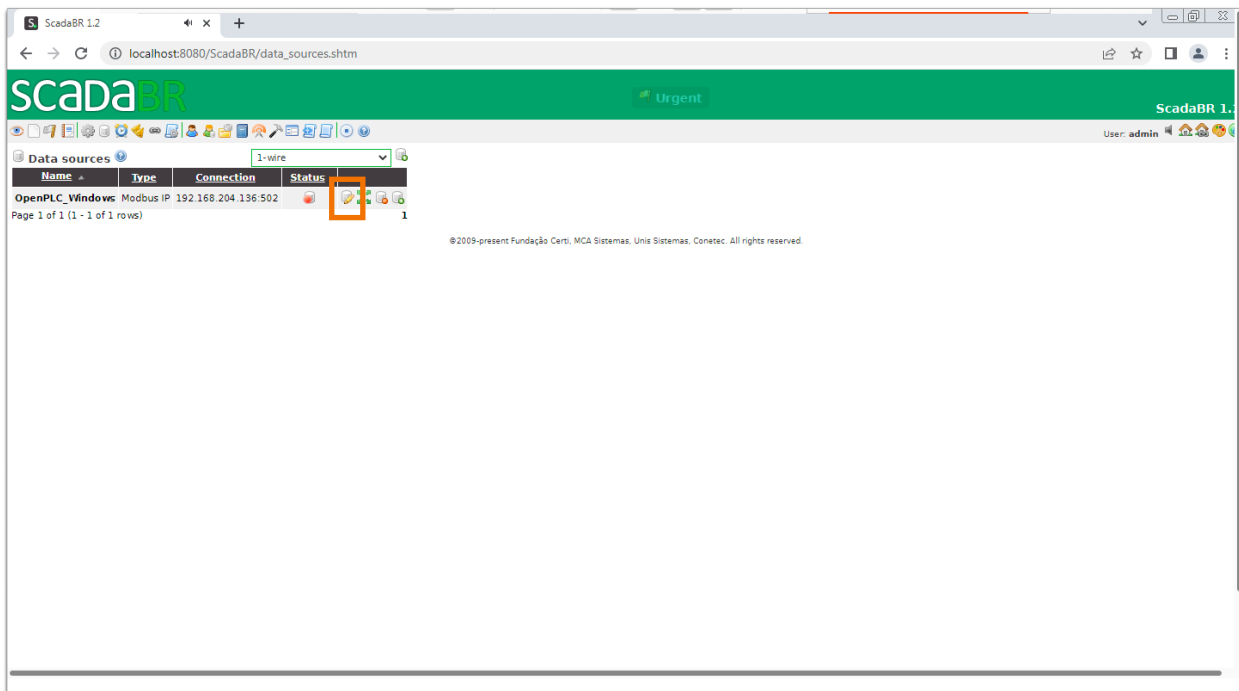 S. ScadaBR 1.2
localhost:8080/ScadaBR/data_sources.shtm
scadaBR
Urgent
ScadaBR 1.
User: admin
Data sources
1-wire
Name Type Connection Status
OpenPLC_Windows Modbus IP 192.168.204.136:502
Page 1 of 1 (1 - 1 of 1 rows) 1
©2009-present Fundação Certi, MCA Sistemas, Unis Sistemas, Conetec. All rights reserved.